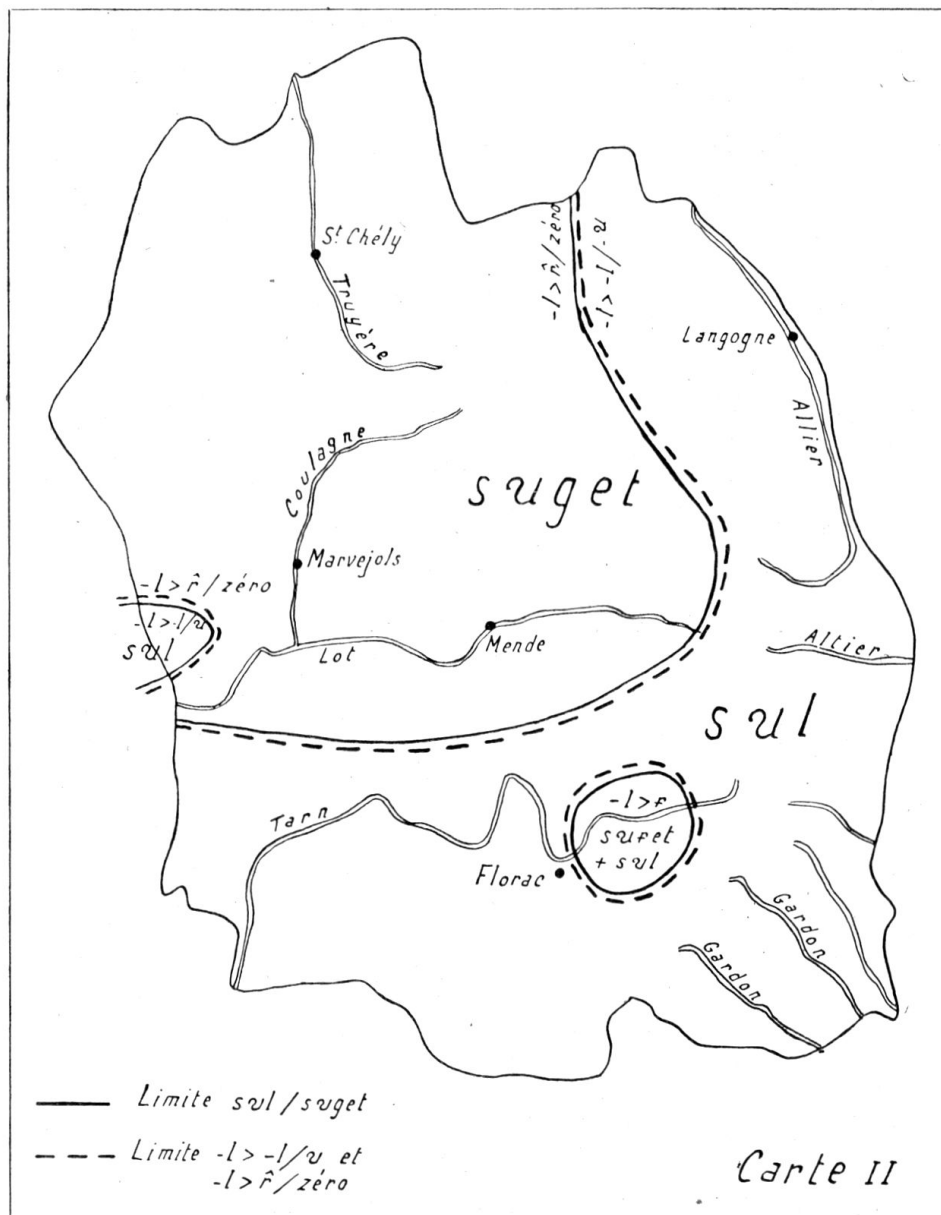 St Chély
Truyère
-l > r̂ / zéro
-l > -l / -u
Langogne
Allier
Coulagne
suget
Marvejols
-l > r̂ / zéro
-l > -l/u
sul
Lot
Mende
Altier
sul
Tarn
-l > r
suret
+ sul
Florac
Gardon
Gardon
Limite sul / suget
Limite -l > -l/u et
-l > r̂ / zéro
Carte II